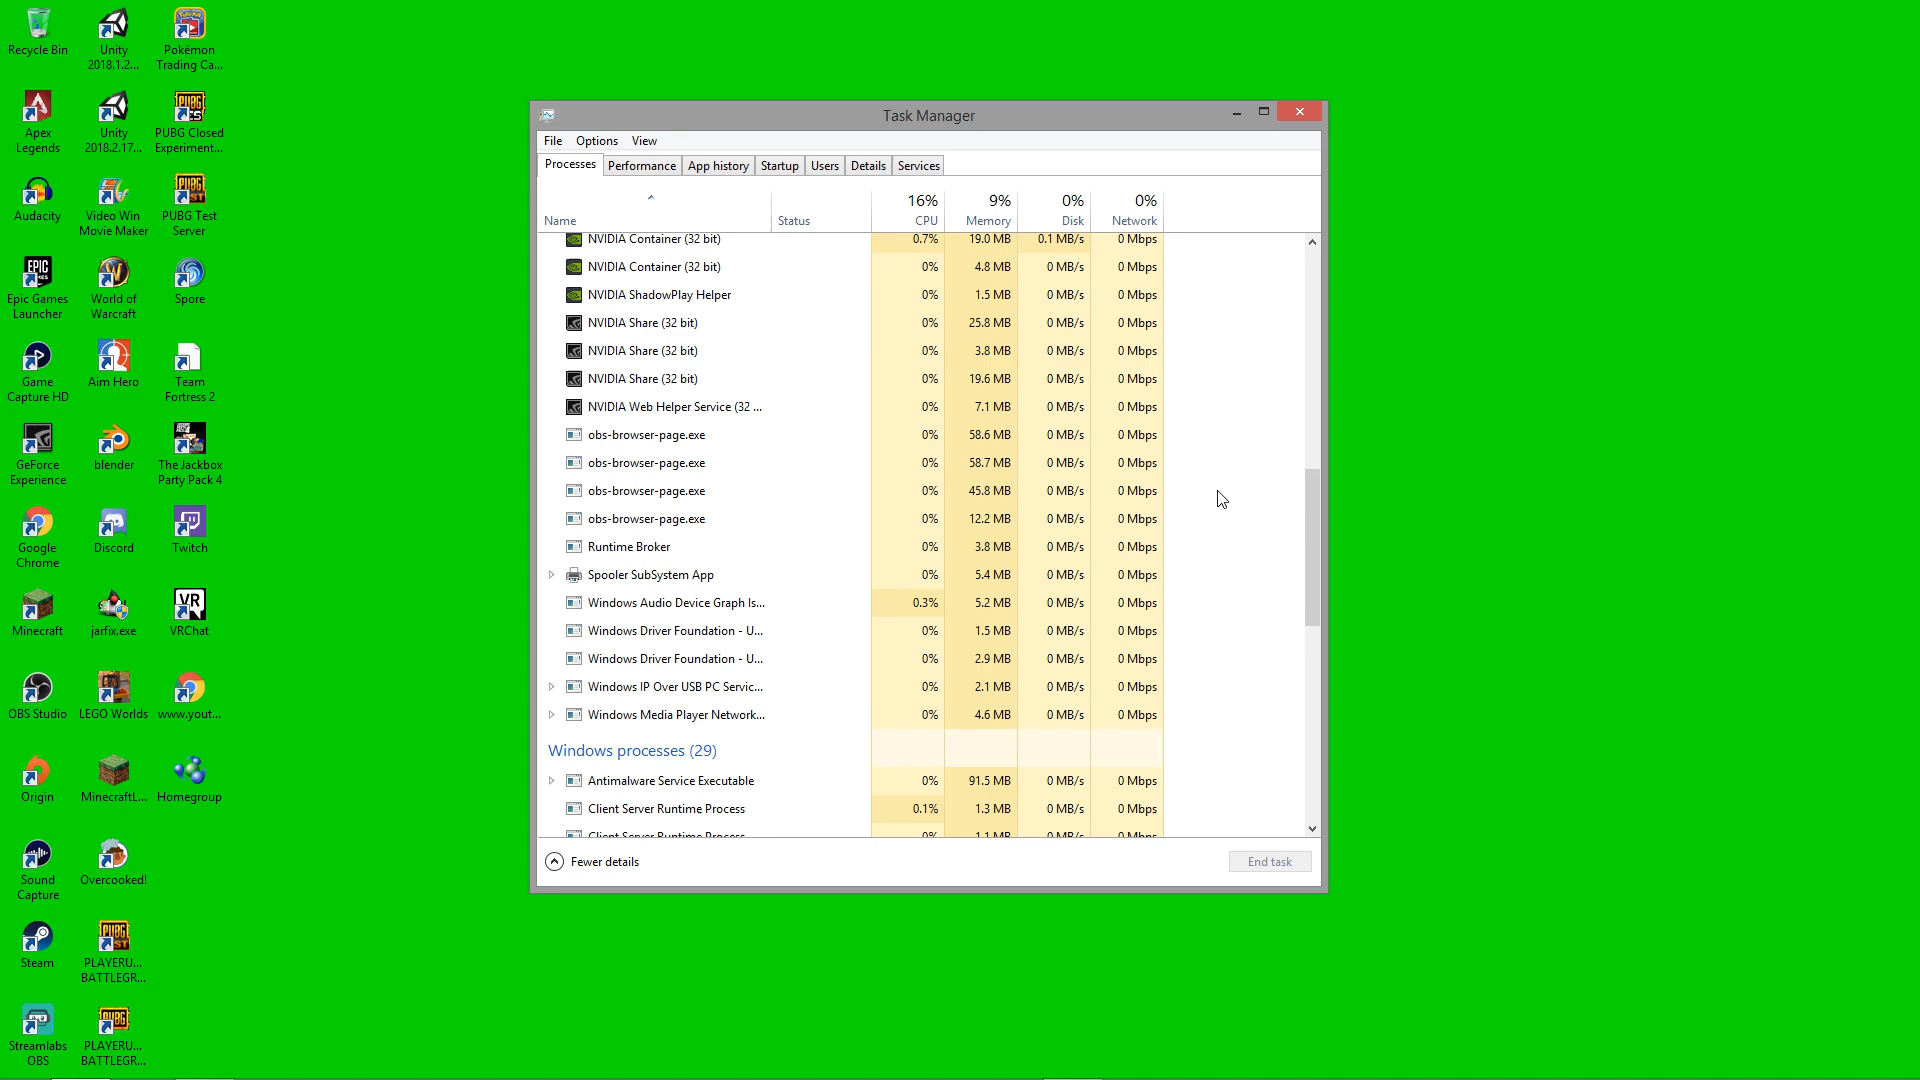 Recycle Bin
Unity
2018.1.2...
Pokémon
Trading Ca...
Apex
Legends
Unity
2018.2.17...
PUBG Closed
Experiment...
Audacity
Video Win
Movie Maker
PUBG Test
Server
Epic Games
Launcher
World of
Warcraft
Spore
Game
Capture HD
Aim Hero
Team
Fortress 2
GeForce
Experience
blender
The Jackbox
Party Pack 4
Google
Chrome
Discord
Twitch
Minecraft
jarfix.exe
VRChat
OBS Studio
LEGO Worlds
www.yout...
Origin
MinecraftL...
Homegroup
Sound
Capture
Overcooked!
Steam
PLAYERU...
BATTLEGR...
Streamlabs
OBS
PLAYERU...
BATTLEGR...
Task Manager
File Options View
Processes Performance App history Startup Users Details Services
16% 9% 0% 0%
Name Status CPU Memory Disk Network
NVIDIA Container (32 bit) 0.7% 19.0 MB 0.1 MB/s 0 Mbps
NVIDIA Container (32 bit) 0% 4.8 MB 0 MB/s 0 Mbps
NVIDIA ShadowPlay Helper 0% 1.5 MB 0 MB/s 0 Mbps
NVIDIA Share (32 bit) 0% 25.8 MB 0 MB/s 0 Mbps
NVIDIA Share (32 bit) 0% 3.8 MB 0 MB/s 0 Mbps
NVIDIA Share (32 bit) 0% 19.6 MB 0 MB/s 0 Mbps
NVIDIA Web Helper Service (32 ... 0% 7.1 MB 0 MB/s 0 Mbps
obs-browser-page.exe 0% 58.6 MB 0 MB/s 0 Mbps
obs-browser-page.exe 0% 58.7 MB 0 MB/s 0 Mbps
obs-browser-page.exe 0% 45.8 MB 0 MB/s 0 Mbps
obs-browser-page.exe 0% 12.2 MB 0 MB/s 0 Mbps
Runtime Broker 0% 3.8 MB 0 MB/s 0 Mbps
Spooler SubSystem App 0% 5.4 MB 0 MB/s 0 Mbps
Windows Audio Device Graph Is... 0.3% 5.2 MB 0 MB/s 0 Mbps
Windows Driver Foundation - U... 0% 1.5 MB 0 MB/s 0 Mbps
Windows Driver Foundation - U... 0% 2.9 MB 0 MB/s 0 Mbps
Windows IP Over USB PC Servic... 0% 2.1 MB 0 MB/s 0 Mbps
Windows Media Player Network... 0% 4.6 MB 0 MB/s 0 Mbps
Windows processes (29)
Antimalware Service Executable 0% 91.5 MB 0 MB/s 0 Mbps
Client Server Runtime Process 0.1% 1.3 MB 0 MB/s 0 Mbps
Client Server Runtime Process 0% 1.1 MB 0 MB/s 0 Mbps
Fewer details
End task